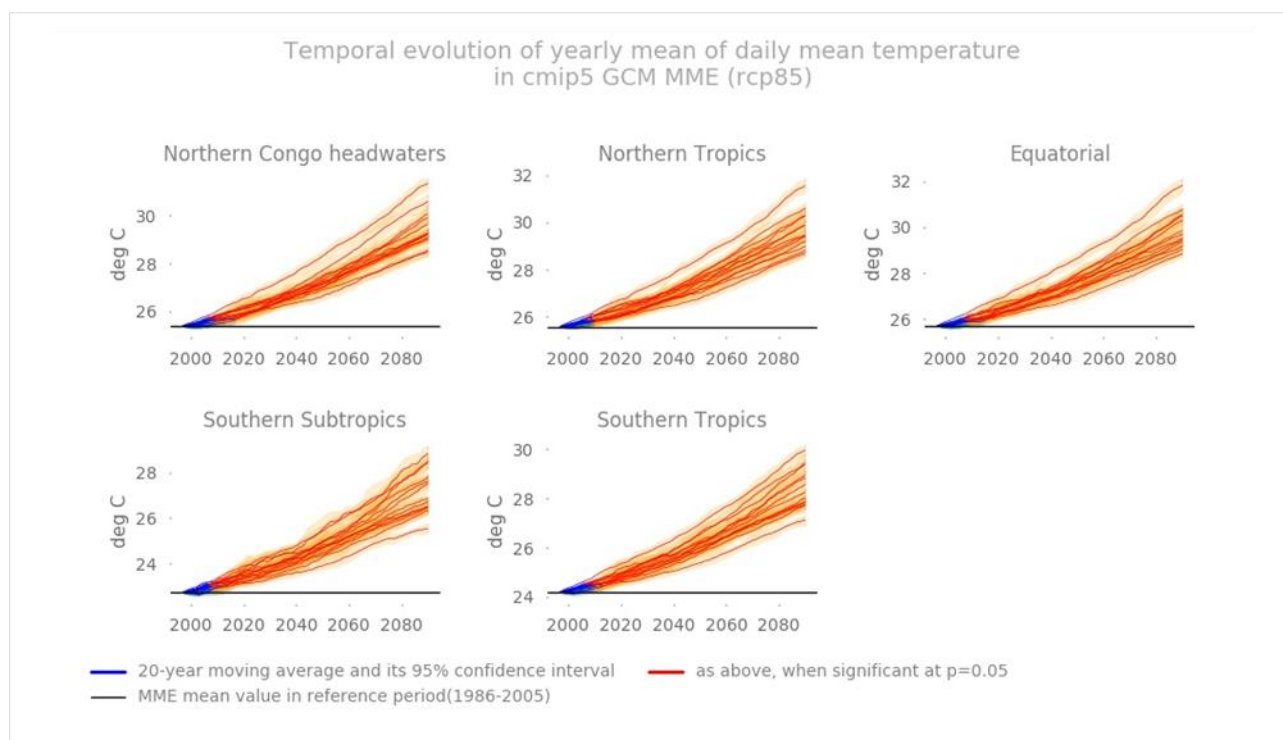 Temporal evolution of yearly mean of daily mean temperature
in cmip5 GCM MME (rcp85)
Northern Congo headwaters
Northern Tropics
Equatorial
deg C
30
28
26
2000 2020 2040 2060 2080
deg C
32
30
28
26
2000 2020 2040 2060 2080
deg C
32
30
28
26
2000 2020 2040 2060 2080
Southern Subtropics
Southern Tropics
deg C
28
26
24
2000 2020 2040 2060 2080
deg C
30
28
26
24
2000 2020 2040 2060 2080
20-year moving average and its 95% confidence interval
as above, when significant at p=0.05
MME mean value in reference period(1986-2005)